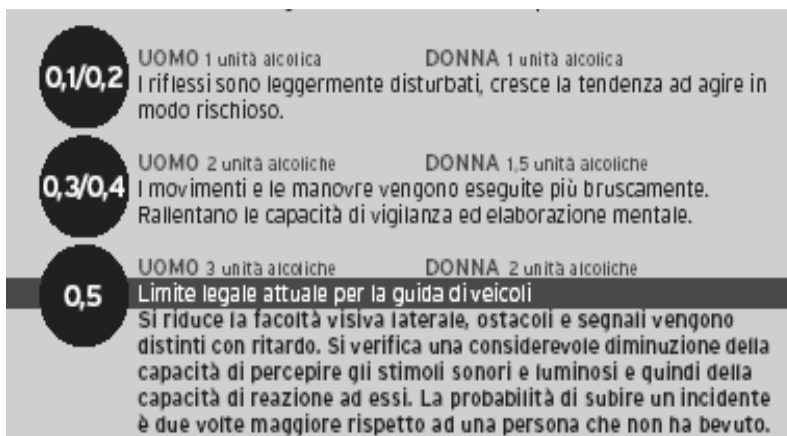 0,1/0,2
UOMO 1 unità alcolica DONNA 1 unità alcolica
I riflessi sono leggermente disturbati, cresce la tendenza ad agire in
modo rischioso.
0,3/0,4
UOMO 2 unità alcoliche DONNA 1,5 unità alcoliche
I movimenti e le manovre vengono eseguite più bruscamente.
Rallentano le capacità di vigilanza ed elaborazione mentale.
0,5
UOMO 3 unità alcoliche DONNA 2 unità alcoliche
Limite legale attuale per la guida di veicoli
Si riduce la facoltà visiva laterale, ostacoli e segnali vengono
distinti con ritardo. Si verifica una considerevole diminuzione della
capacità di percepire gli stimoli sonori e luminosi e quindi della
capacità di reazione ad essi. La probabilità di subire un incidente
è due volte maggiore rispetto ad una persona che non ha bevuto.